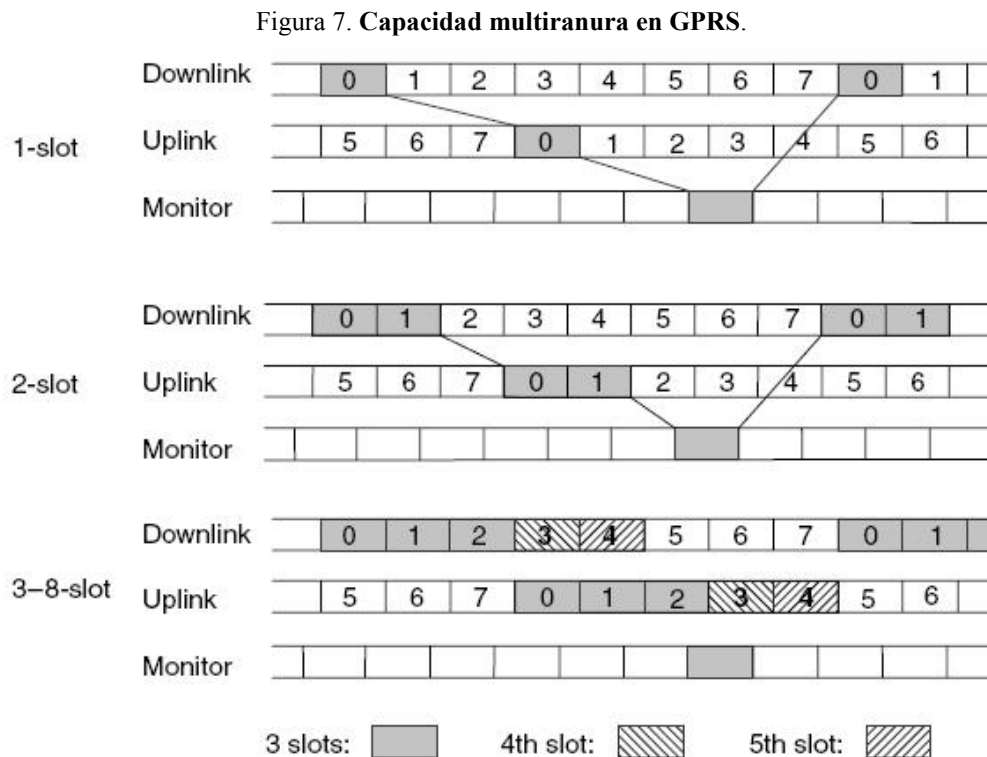 Figura 7. Capacidad multiranura en GPRS.
Downlink 0 1 2 3 4 5 6 7 0 1
1-slot Uplink 5 6 7 0 1 2 3 4 5 6
Monitor
Downlink 0 1 2 3 4 5 6 7 0 1
2-slot Uplink 5 6 7 0 1 2 3 4 5 6
Monitor
Downlink 0 1 2 3 4 5 6 7 0 1
3–8-slot Uplink 5 6 7 0 1 2 3 4 5 6
Monitor
3 slots: 4th slot: 5th slot: